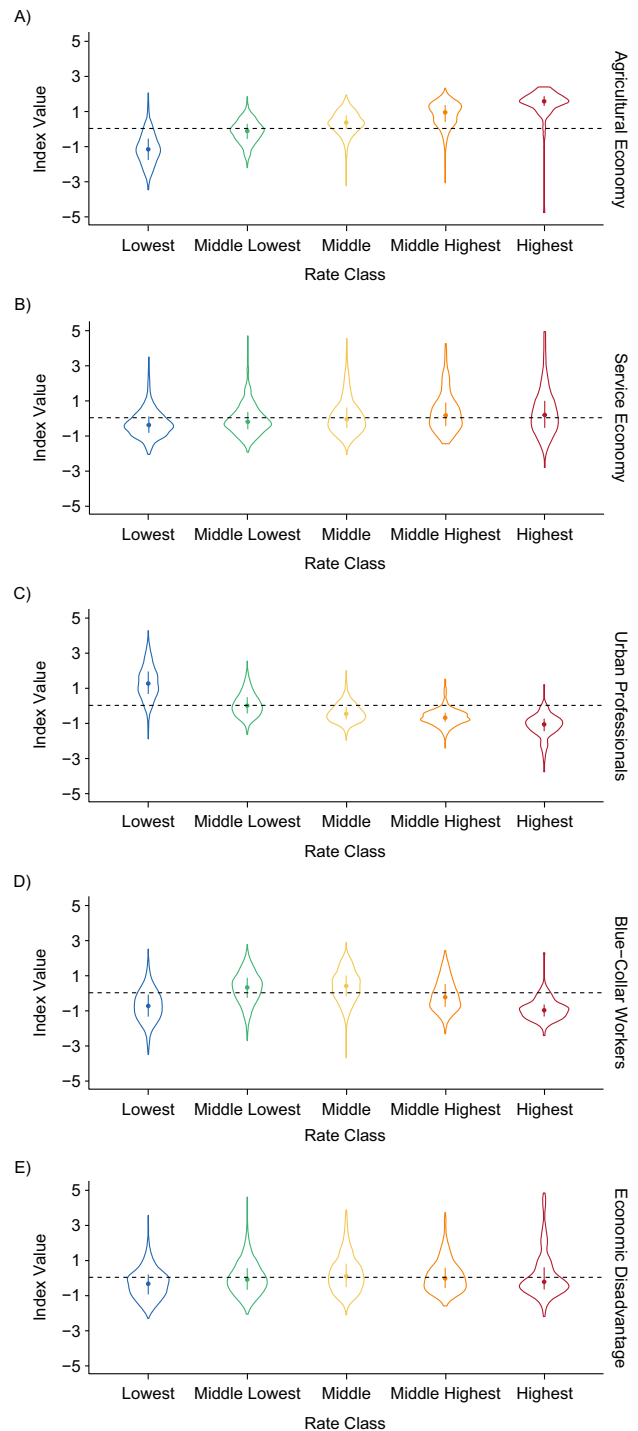 A)
5
3
1
−1
−3
−5
Index Value
Lowest Middle Lowest Middle Middle Highest Highest
Rate Class
Agricultural Economy
B)
5
3
1
−1
−3
−5
Index Value
Lowest Middle Lowest Middle Middle Highest Highest
Rate Class
Service Economy
C)
5
3
1
−1
−3
−5
Index Value
Lowest Middle Lowest Middle Middle Highest Highest
Rate Class
Urban Professionals
D)
5
3
1
−1
−3
−5
Index Value
Lowest Middle Lowest Middle Middle Highest Highest
Rate Class
Blue−Collar Workers
E)
5
3
1
−1
−3
−5
Index Value
Lowest Middle Lowest Middle Middle Highest Highest
Rate Class
Economic Disadvantage